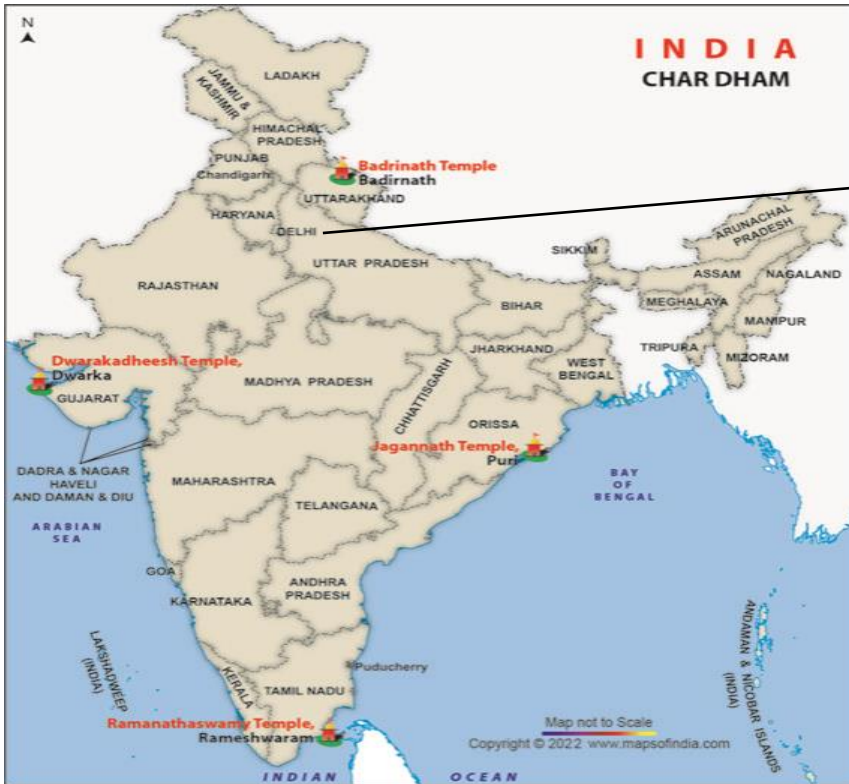 N
INDIA
CHAR DHAM
LADAKH
JAMMU &
KASHMIR
HIMACHAL
PRADESH
PUNJAB
Chandigarh
Badrinath Temple
Badirnath
UTTARAKHAND
HARYANA
DELHI
ARUNACHAL
PRADESH
SIKKIM
UTTAR PRADESH
RAJASTHAN
ASSAM
NAGALAND
BIHAR
MEGHALAYA
MANIPUR
TRIPURA
MIZORAM
JHARKHAND
WEST
BENGAL
Dwarakadheesh Temple,
Dwarka
GUJARAT
MADHYA PRADESH
CHHATTISGARH
ORISSA
Jagannath Temple,
Puri
DADRA & NAGAR
HAVELI
AND DAMAN & DIU
MAHARASHTRA
BAY
OF
BENGAL
TELANGANA
ARABIAN
SEA
GOA
ANDHRA
PRADESH
KARNATAKA
LAKSHADWEEP
(INDIA)
ANDAMAN & NICOBAR ISLANDS
(INDIA)
Puducherry
KERALA
TAMIL NADU
Ramanathaswamy Temple,
Rameshwaram
Map not to Scale
Copyright © 2022 www.mapsofindia.com
INDIAN OCEAN